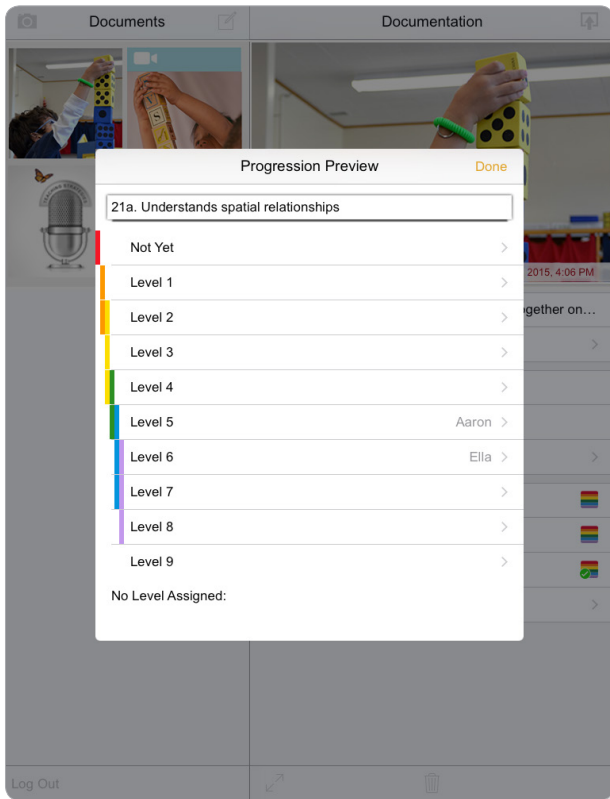 Documents
Documentation
Progression Preview
Done
21a. Understands spatial relationships
Not Yet
Level 1
Level 2
Level 3
Level 4
Level 5 Aaron
Level 6 Ella
Level 7
Level 8
Level 9
No Level Assigned:
2015, 4:06 PM
ogether on…
Log Out